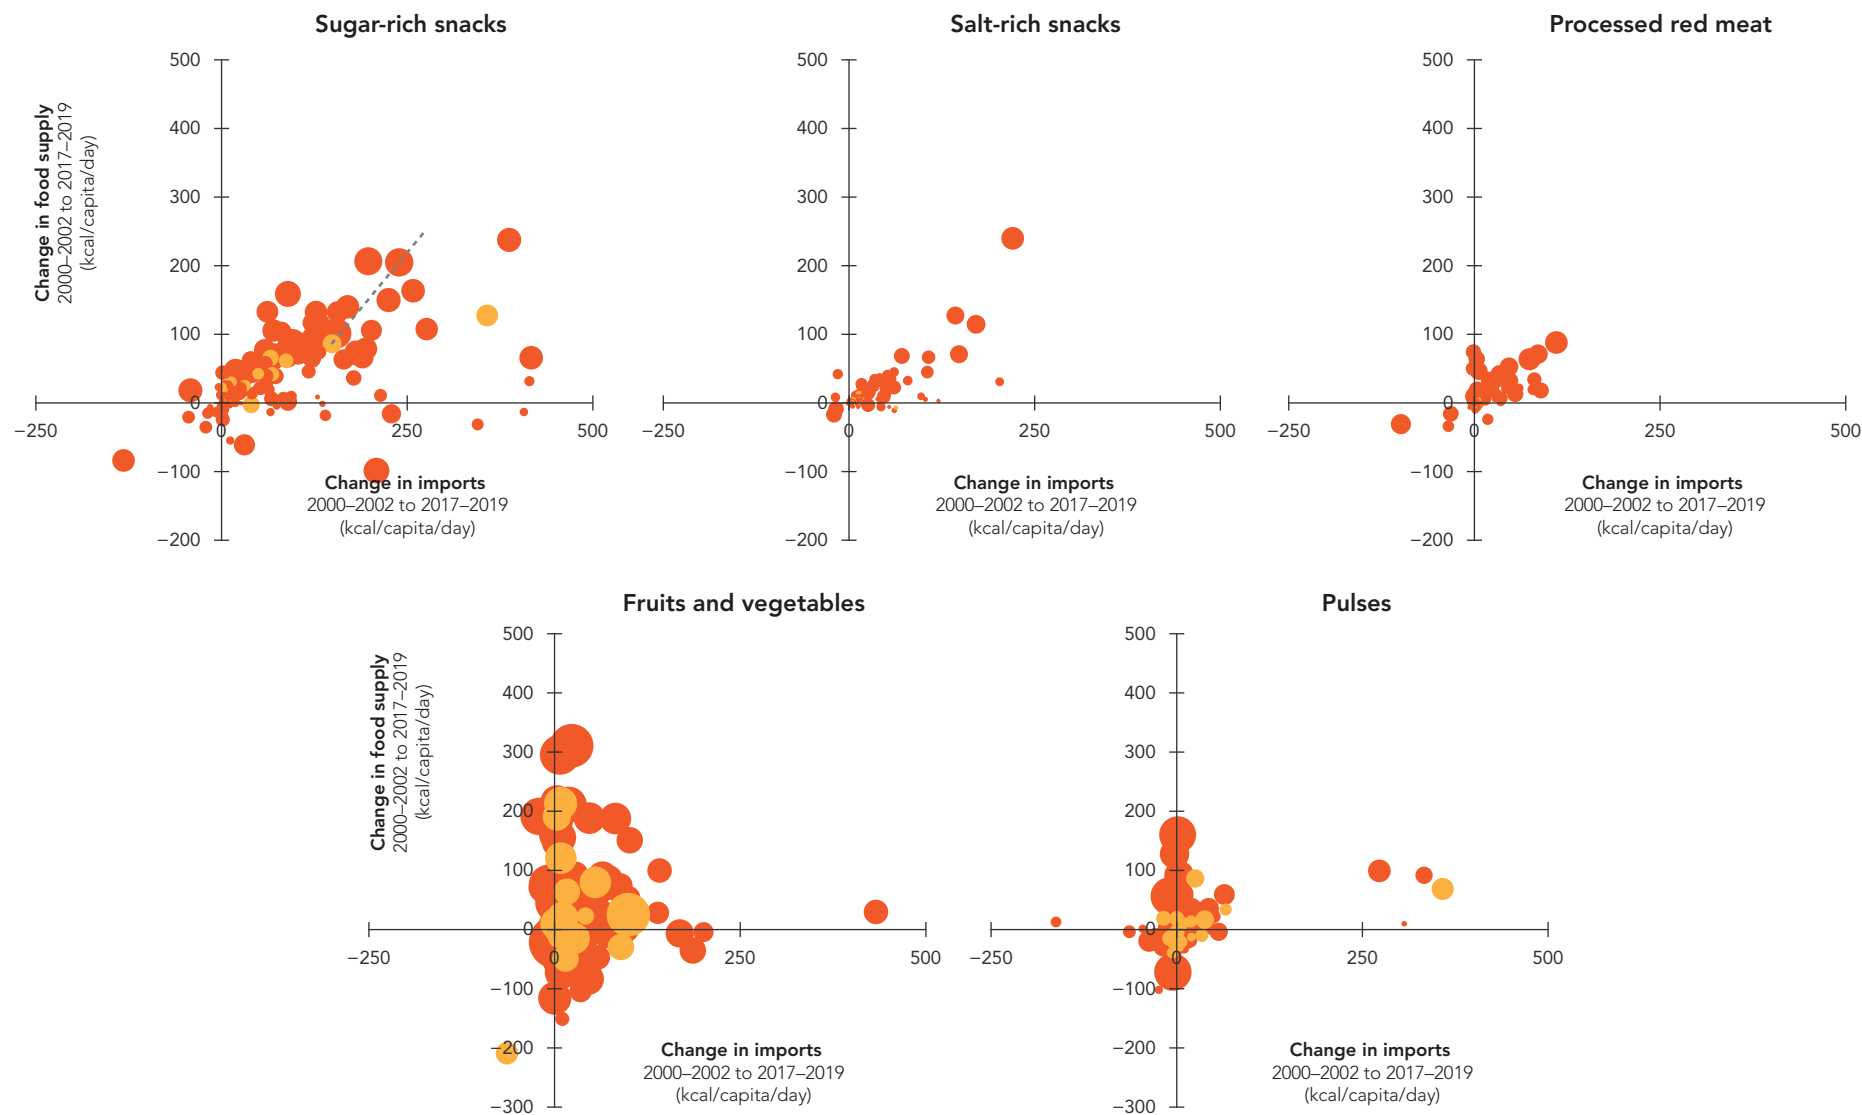 Sugar-rich snacks
Change in food supply
2000–2002 to 2017–2019
(kcal/capita/day)
500
400
300
200
100
0
−100
−200
−250
0
250
500
Change in imports
2000–2002 to 2017–2019
(kcal/capita/day)
Salt-rich snacks
500
400
300
200
100
0
−100
−200
−250
0
250
500
Change in imports
2000–2002 to 2017–2019
(kcal/capita/day)
Processed red meat
500
400
300
200
100
0
−100
−200
−250
0
250
500
Change in imports
2000–2002 to 2017–2019
(kcal/capita/day)
Fruits and vegetables
Change in food supply
2000–2002 to 2017–2019
(kcal/capita/day)
500
400
300
200
100
0
−100
−200
−300
−250
0
250
500
Change in imports
2000–2002 to 2017–2019
(kcal/capita/day)
Pulses
500
400
300
200
100
0
−100
−200
−300
−250
0
250
500
Change in imports
2000–2002 to 2017–2019
(kcal/capita/day)